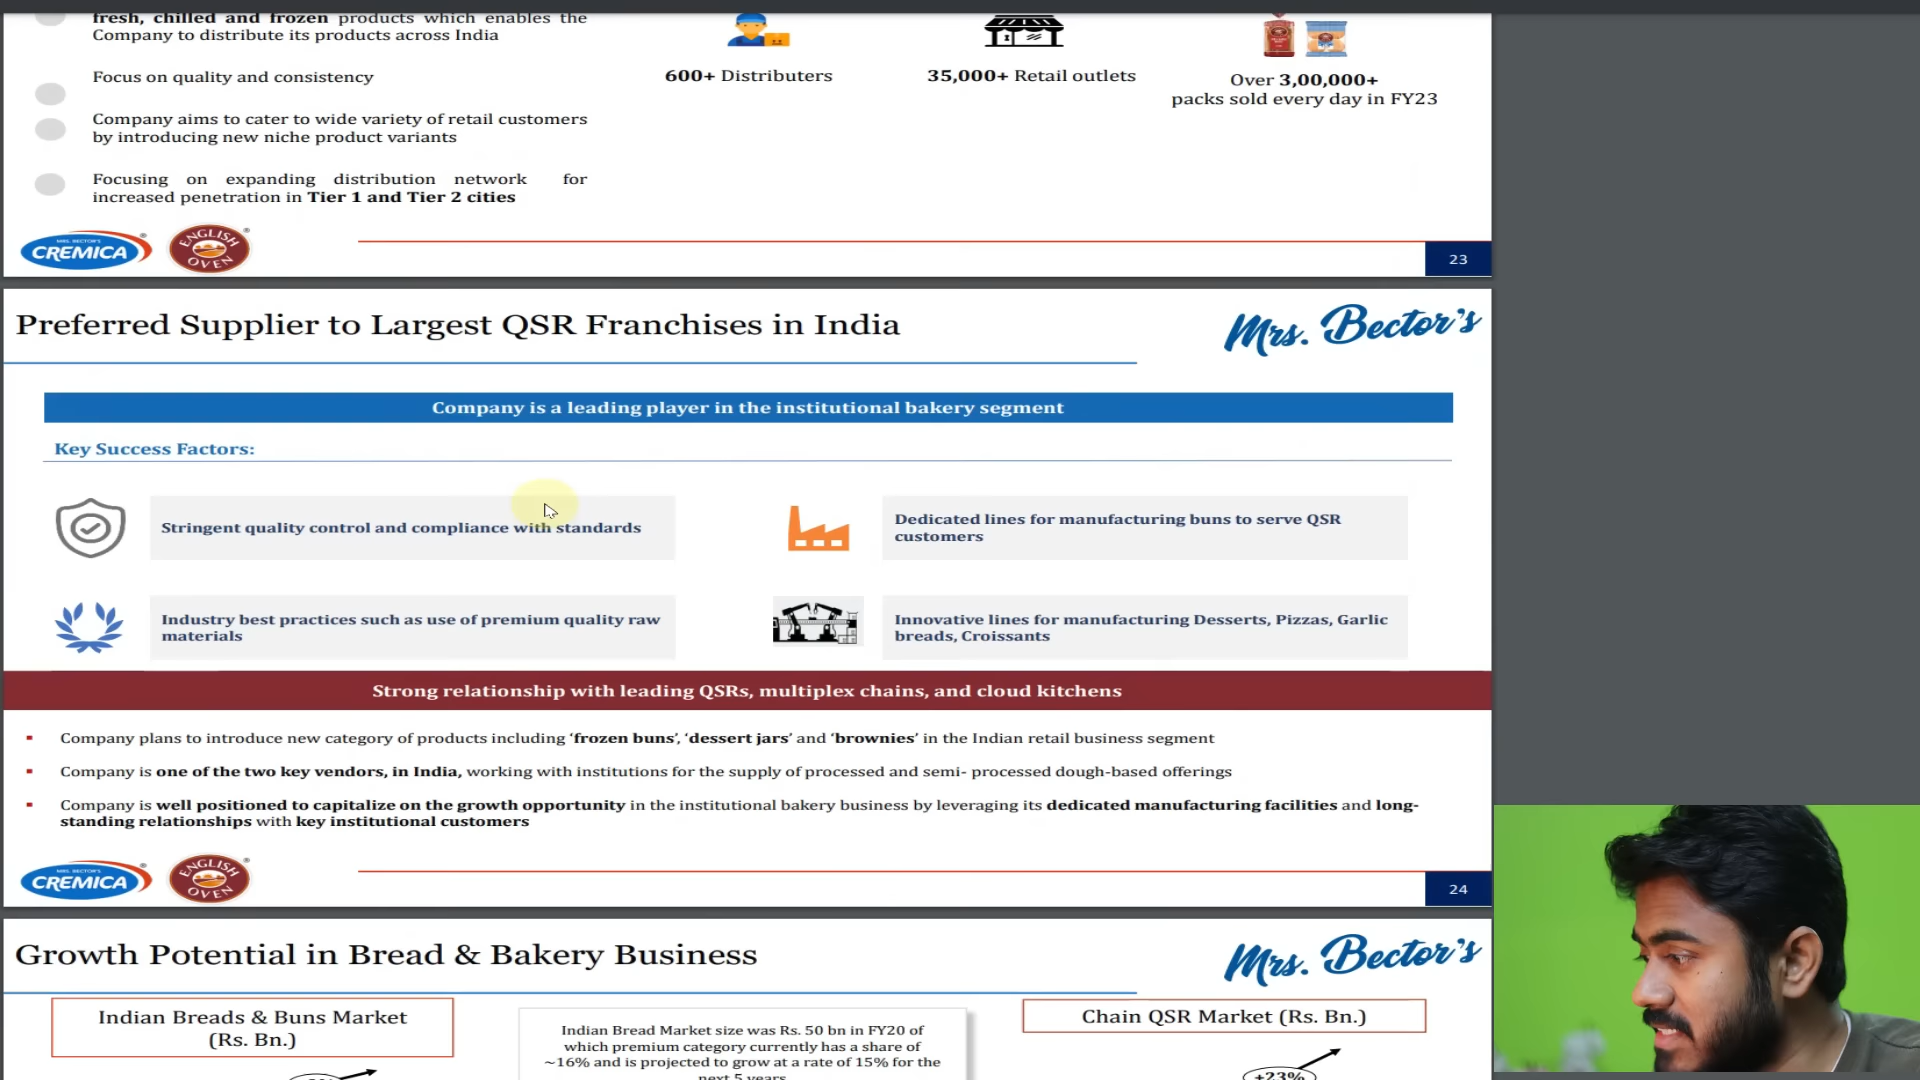 fresh, chilled and frozen products which enables the
Company to distribute its products across India
Focus on quality and consistency
Company aims to cater to wide variety of retail customers
by introducing new niche product variants
Focusing on expanding distribution network for
increased penetration in Tier 1 and Tier 2 cities
600+ Distributers
35,000+ Retail outlets
Over 3,00,000+
packs sold every day in FY23
MRS. BECTOR'S
CREMICA
ENGLISH
OVEN
23
Preferred Supplier to Largest QSR Franchises in India
Mrs. Bector's
Company is a leading player in the institutional bakery segment
Key Success Factors:
Stringent quality control and compliance with standards
Dedicated lines for manufacturing buns to serve QSR
customers
Industry best practices such as use of premium quality raw
materials
Innovative lines for manufacturing Desserts, Pizzas, Garlic
breads, Croissants
Strong relationship with leading QSRs, multiplex chains, and cloud kitchens
Company plans to introduce new category of products including ‘frozen buns’, ‘dessert jars’ and ‘brownies’ in the Indian retail business segment
Company is one of the two key vendors, in India, working with institutions for the supply of processed and semi- processed dough-based offerings
Company is well positioned to capitalize on the growth opportunity in the institutional bakery business by leveraging its dedicated manufacturing facilities and long-
standing relationships with key institutional customers
MRS. BECTOR'S
CREMICA
ENGLISH
OVEN
24
Growth Potential in Bread & Bakery Business
Mrs. Bector's
Indian Breads & Buns Market
(Rs. Bn.)
Indian Bread Market size was Rs. 50 bn in FY20 of
which premium category currently has a share of
~16% and is projected to grow at a rate of 15% for the
next 5 years
Chain QSR Market (Rs. Bn.)
+23%